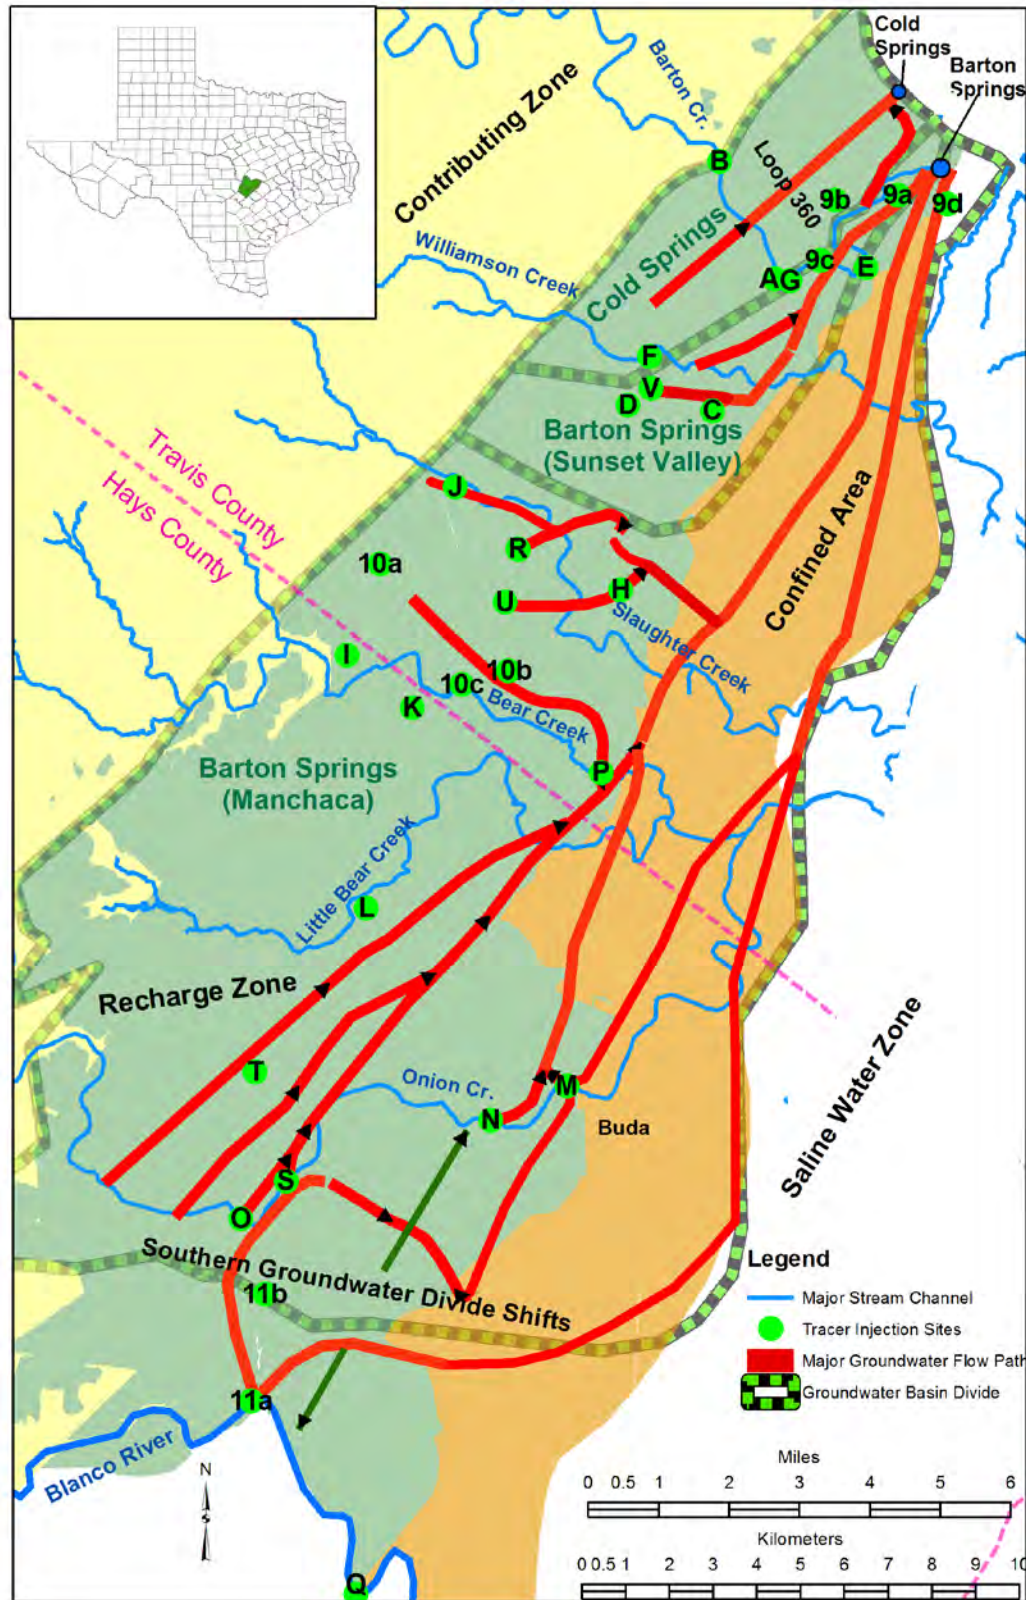 Cold
Springs
Barton
Springs
Barton Cr.
Contributing Zone
B
Loop 360
9b
9a
9d
Williamson Creek
Cold Springs
9c
AG
E
F
V
D
C
Barton Springs
(Sunset Valley)
Travis County
Hays County
J
R
10a
Confined Area
U
H
Slaughter Creek
I
10b
10c
K
Bear Creek
Barton Springs
(Manchaca)
P
Little Bear Creek
L
Recharge Zone
Saline Water Zone
T
Onion Cr.
M
N
Buda
S
O
Southern Groundwater Divide Shifts
11b
11a
Blanco River
Q
N
S
Legend
Major Stream Channel
Tracer Injection Sites
Major Groundwater Flow Path
Groundwater Basin Divide
Miles
0 0.5 1 2 3 4 5 6
Kilometers
0 0.5 1 2 3 4 5 6 7 8 9 10